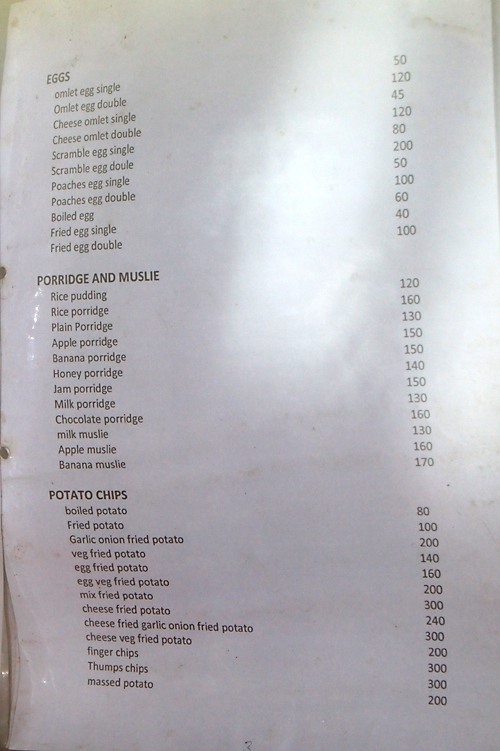 EGGS
omlet egg single 50
Omlet egg double 120
Cheese omlet single 45
Cheese omlet double 120
Scramble egg single 80
Scramble egg doule 200
Poaches egg single 50
Poaches egg double 100
Boiled egg 60
Fried egg single 40
Fried egg double 100
PORRIDGE AND MUSLIE
Rice pudding 120
Rice porridge 160
Plain Porridge 130
Apple porridge 150
Banana porridge 150
Honey porridge 140
Jam porridge 150
Milk porridge 130
Chocolate porridge 160
milk muslie 130
Apple muslie 160
Banana muslie 170
POTATO CHIPS
boiled potato 80
Fried potato 100
Garlic onion fried potato 200
veg fried potato 140
egg fried potato 160
egg veg fried potato 200
mix fried potato 300
cheese fried potato 240
cheese fried garlic onion fried potato 300
cheese veg fried potato 200
finger chips 300
Thumps chips 300
massed potato 200